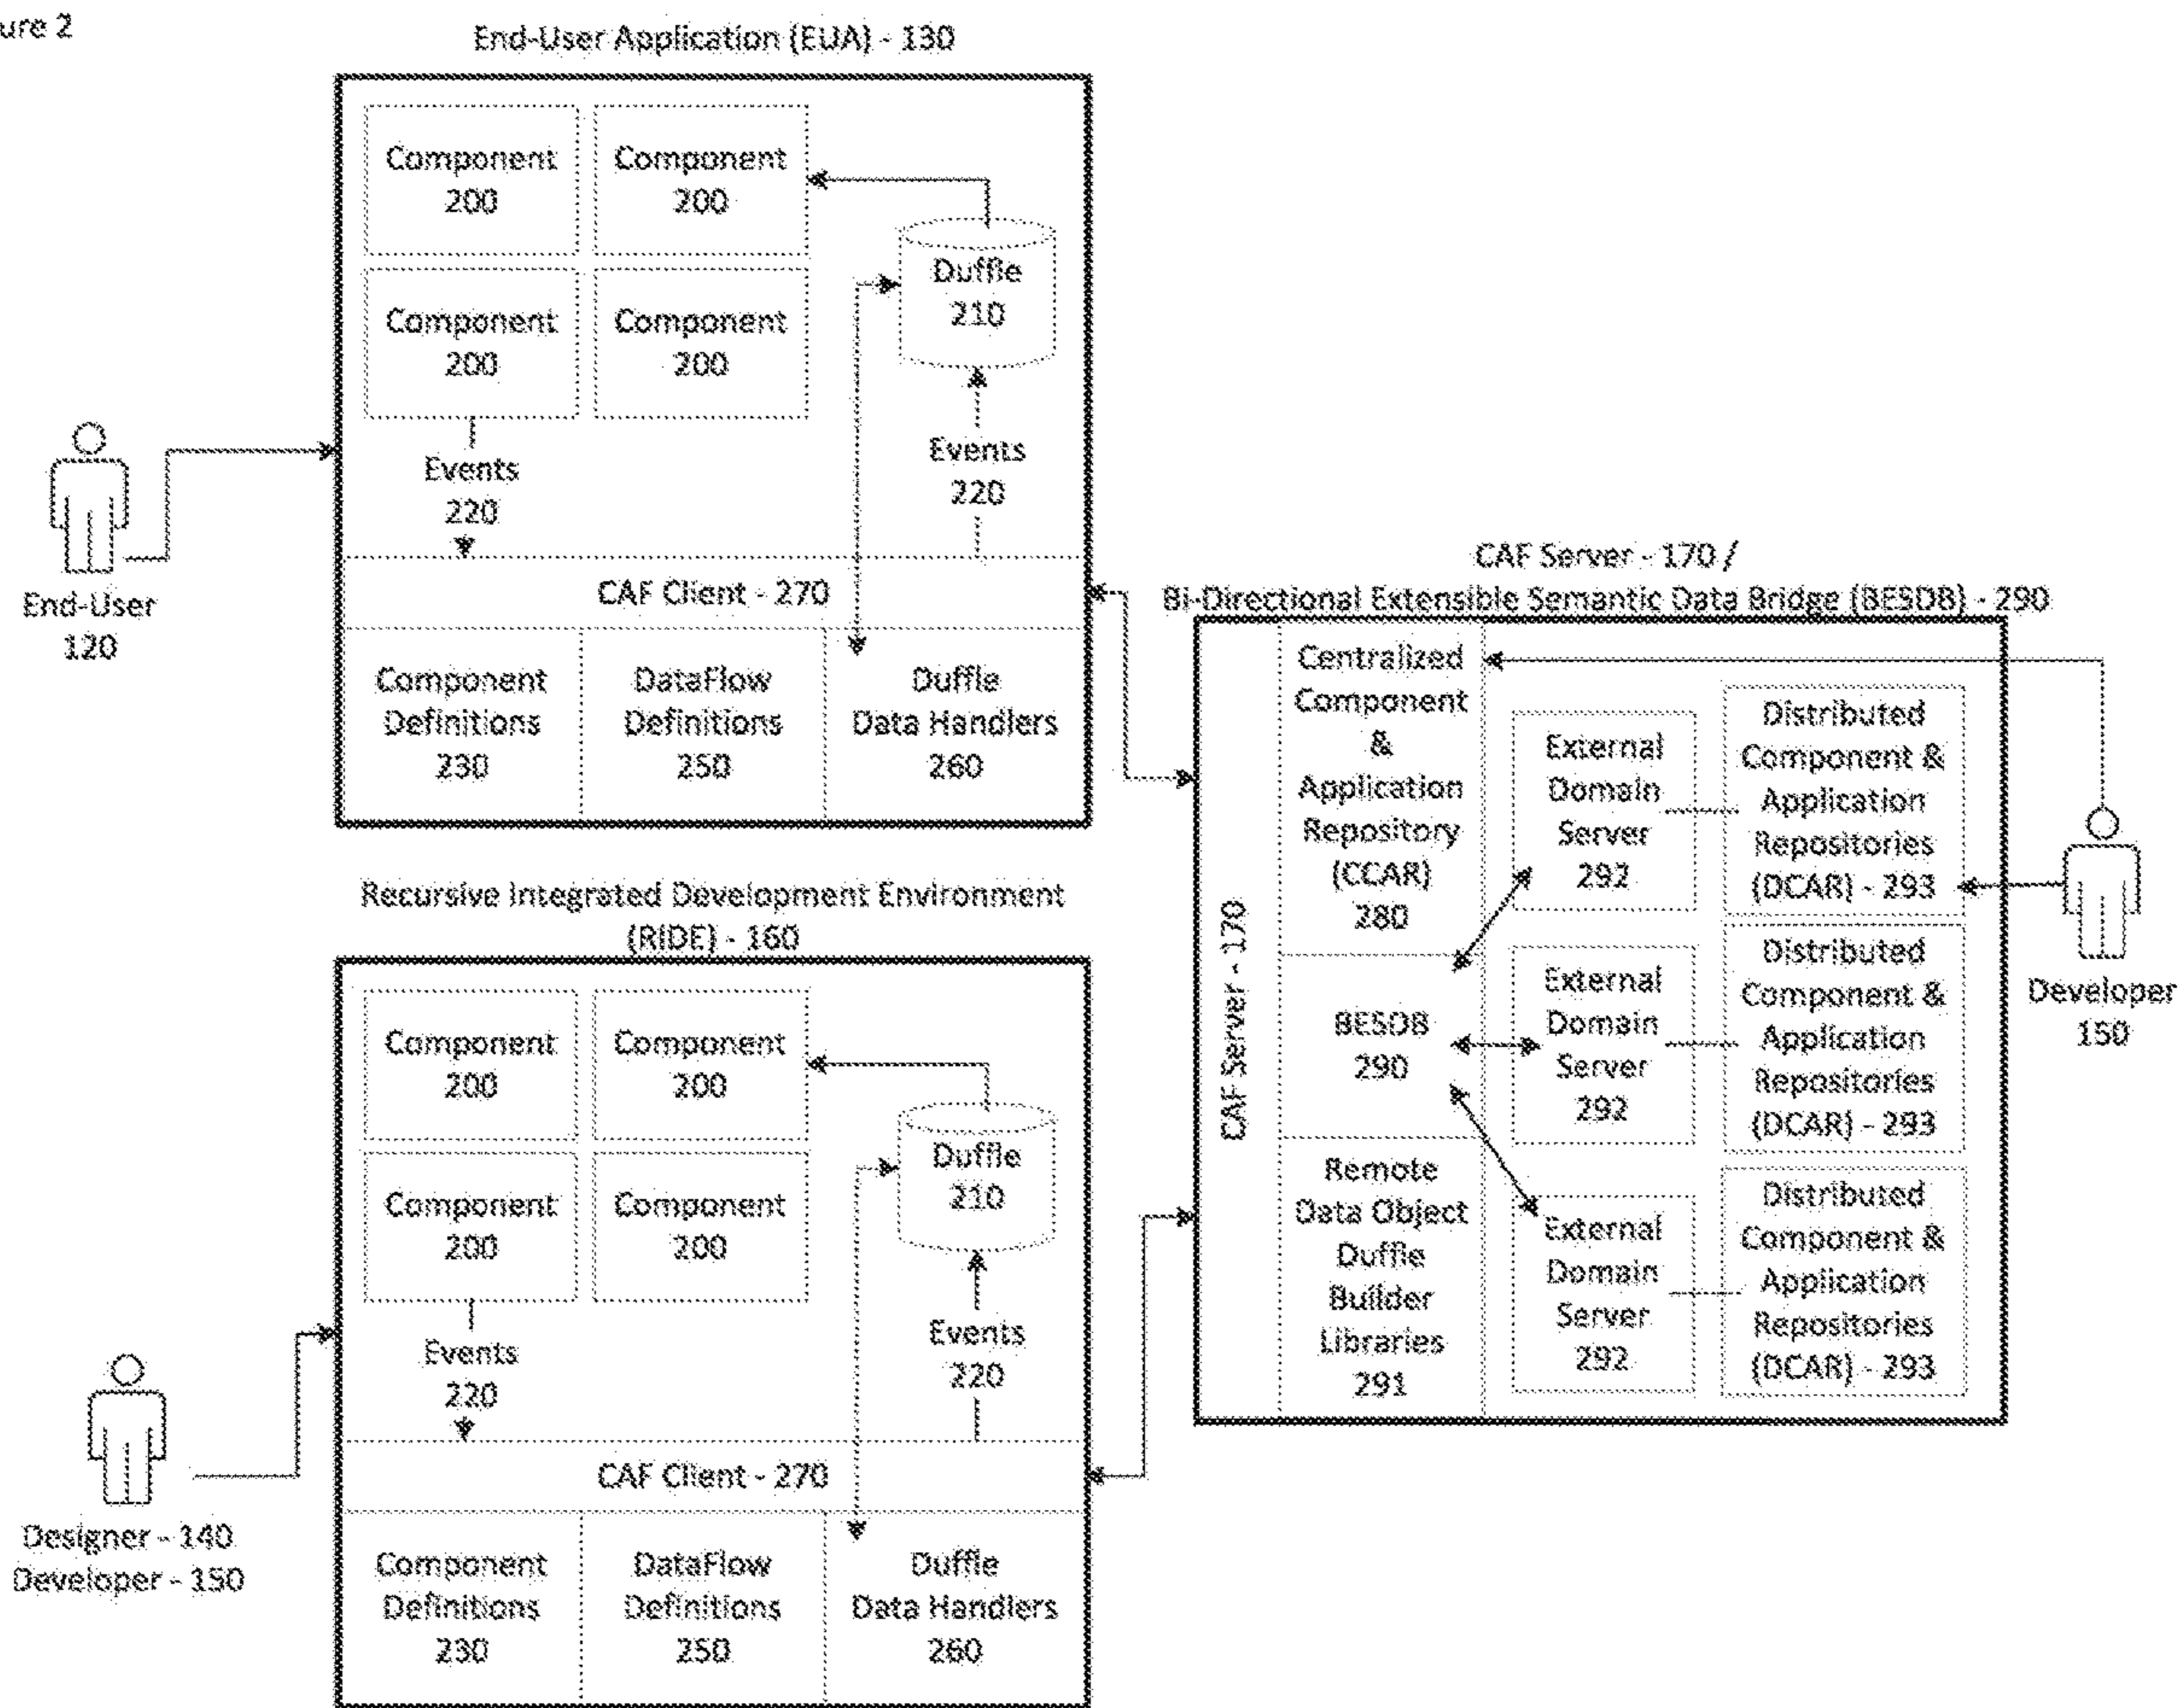 ure 2
End-User Application (EUA) - 130
Component
200
Component
200
Component
200
Component
200
Duffle
210
Events
220
Events
220
CAF Client - 270
Component
Definitions
230
DataFlow
Definitions
250
Duffle
Data Handlers
260
End-User
120
Recursive Integrated Development Environment
(RIDE) - 160
Component
200
Component
200
Component
200
Component
200
Duffle
210
Events
220
Events
220
CAF Client - 270
Component
Definitions
230
DataFlow
Definitions
250
Duffle
Data Handlers
260
Designer - 140
Developer - 150
CAF Server - 170 /
Bi-Directional Extensible Semantic Data Bridge (BESDB) - 290
CAF Server - 170
Centralized
Component
&
Application
Repository
(CCAR)
280
BESDB
290
Remote
Data Object
Duffle
Builder
Libraries
291
External
Domain
Server
292
External
Domain
Server
292
External
Domain
Server
292
Distributed
Component &
Application
Repositories
(DCAR) - 293
Distributed
Component &
Application
Repositories
(DCAR) - 293
Distributed
Component &
Application
Repositories
(DCAR) - 293
Developer
150